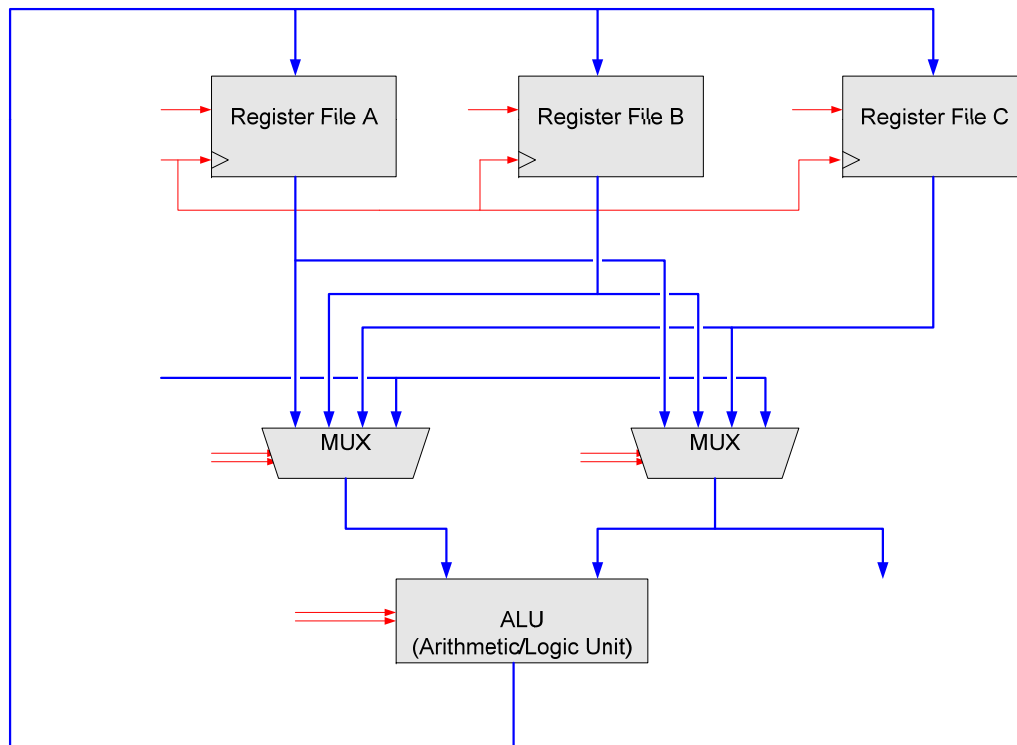 Register File A
Register File B
Register File C
MUX
MUX
ALU
(Arithmetic/Logic Unit)